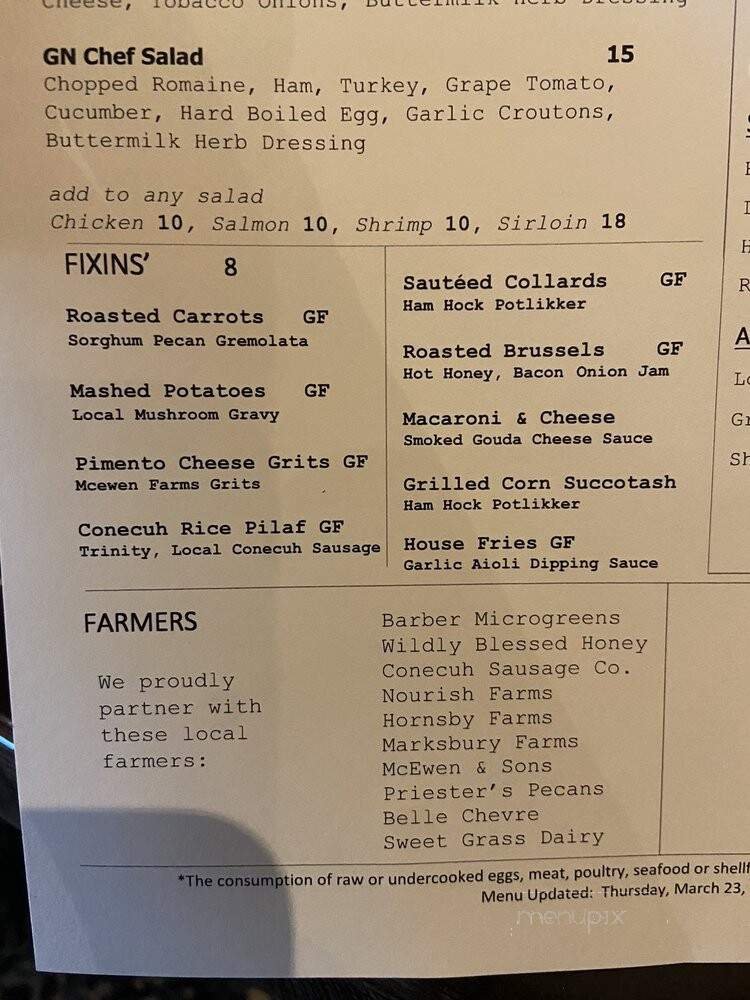 Cheese, Tobacco Onions, Buttermilk Herb Dressing
GN Chef Salad 15
Chopped Romaine, Ham, Turkey, Grape Tomato,
Cucumber, Hard Boiled Egg, Garlic Croutons,
Buttermilk Herb Dressing
add to any salad
Chicken 10, Salmon 10, Shrimp 10, Sirloin 18
FIXINS' 8
Roasted Carrots GF
Sorghum Pecan Gremolata
Mashed Potatoes GF
Local Mushroom Gravy
Pimento Cheese Grits GF
Mcewen Farms Grits
Conecuh Rice Pilaf GF
Trinity, Local Conecuh Sausage
Sautéed Collards GF
Ham Hock Potlikker
Roasted Brussels GF
Hot Honey, Bacon Onion Jam
Macaroni & Cheese
Smoked Gouda Cheese Sauce
Grilled Corn Succotash
Ham Hock Potlikker
House Fries GF
Garlic Aioli Dipping Sauce
FARMERS
We proudly
partner with
these local
farmers:
Barber Microgreens
Wildly Blessed Honey
Conecuh Sausage Co.
Nourish Farms
Hornsby Farms
Marksbury Farms
McEwen & Sons
Priester's Pecans
Belle Chevre
Sweet Grass Dairy
*The consumption of raw or undercooked eggs, meat, poultry, seafood or shellf
Menu Updated: Thursday, March 23,
menupix